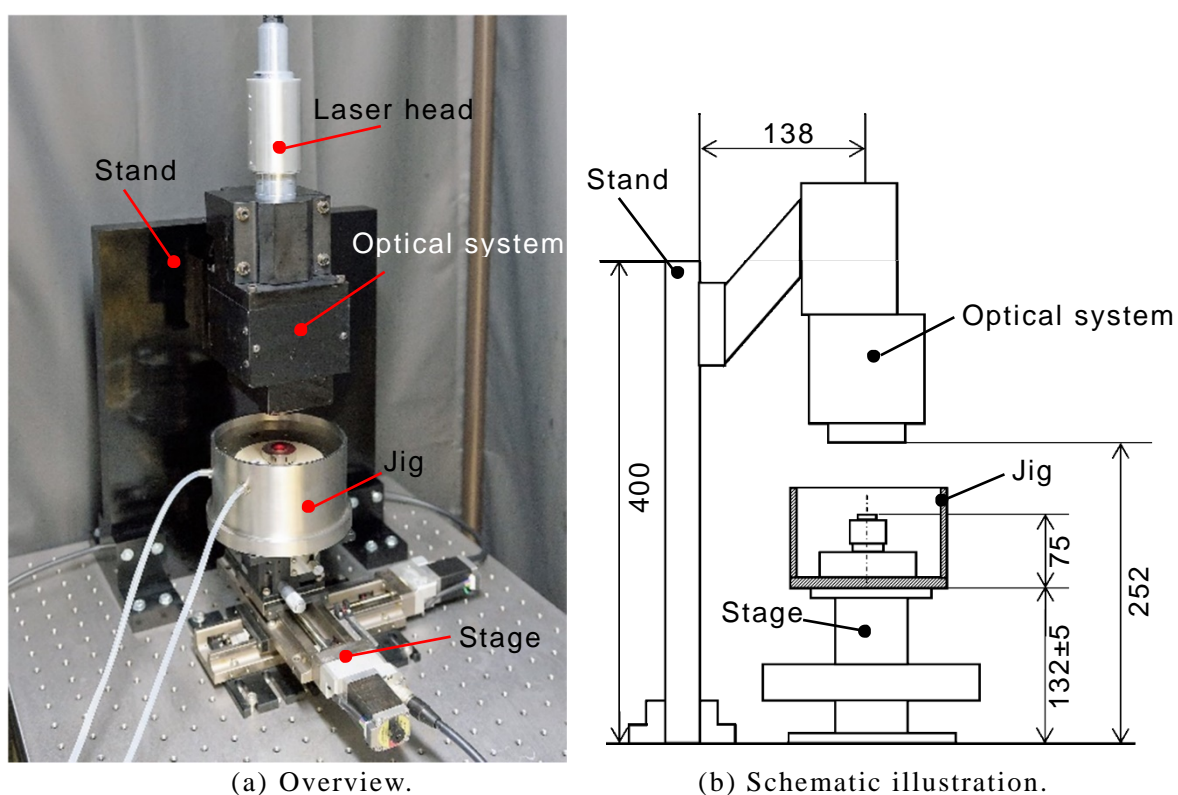 Laser head
Stand
Optical system
Jig
Stage
(a) Overview.
138
Stand
Optical system
Jig
400
75
252
Stage
132±5
(b) Schematic illustration.